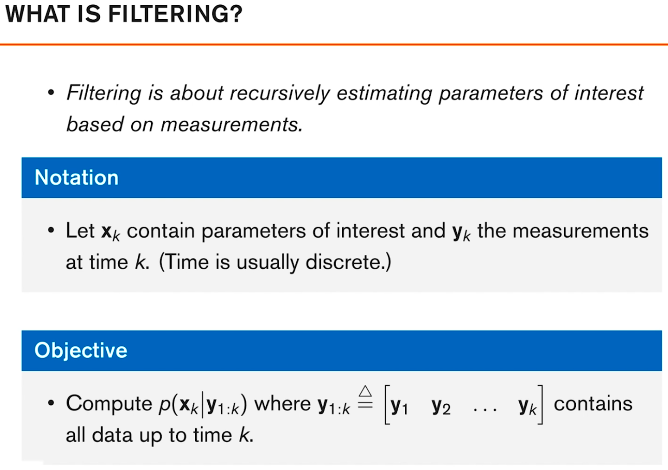 WHAT IS FILTERING?
• Filtering is about recursively estimating parameters of interest
based on measurements.
Notation
• Let xₖ contain parameters of interest and yₖ the measurements
at time k. (Time is usually discrete.)
Objective
• Compute p(xₖ|y₁:ₖ) where y₁:ₖ ≜ [y₁ y₂ ... yₖ] contains
all data up to time k.